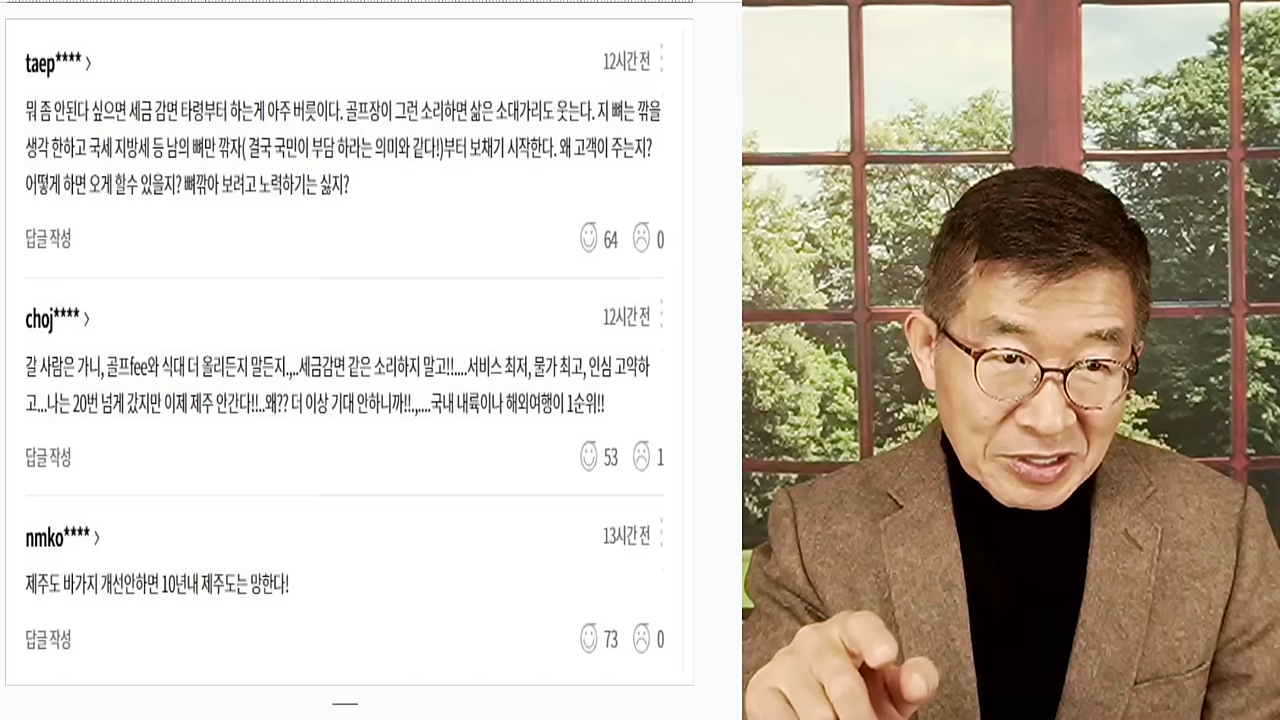 taep**** 〉
12시간 전
뭐 좀 안된다 싶으면 세금 감면 타령부터 하는게 아주 버릇이다. 골프장이 그런 소리하면 삶은 소대가리도 웃는다. 지 뼈는 깎을
생각 한하고 국세 지방세 등 남의 뼈만 깎자( 결국 국민이 부담 하라는 의미와 같다!)부터 보채기 시작한다. 왜 고객이 주는지?
어떻게 하면 오게 할수 있을지? 뼈깎아 보려고 노력하기는 싫지?
답글 작성
64
0
choj**** 〉
12시간 전
갈 사람은 가니, 골프fee와 식대 더 올리든지 말든지.,..세금감면 같은 소리하지 말고!!....서비스 최저, 물가 최고, 인심 고약하
고...나는 20번 넘게 갔지만 이제 제주 안간다!!..왜?? 더 이상 기대 안하니까!!.,....국내 내륙이나 해외여행이 1순위!!
답글 작성
53
1
nmko**** 〉
13시간 전
제주도 바가지 개선인하면 10년내 제주도는 망한다!
답글 작성
73
0